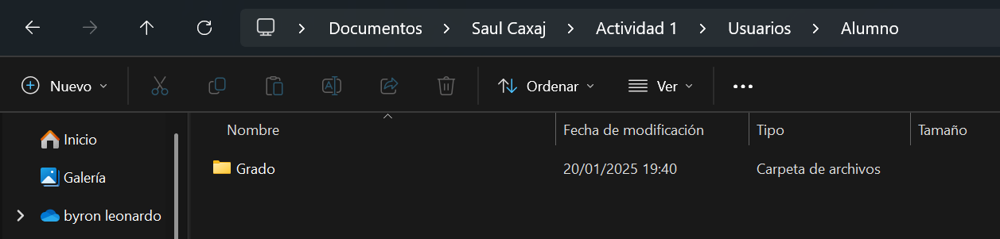 Documentos > Saul Caxaj > Actividad 1 > Usuarios > Alumno
Nuevo Ordenar Ver
Nombre Fecha de modificación Tipo Tamaño
Inicio
Grado 20/01/2025 19:40 Carpeta de archivos
Galería
byron leonardo